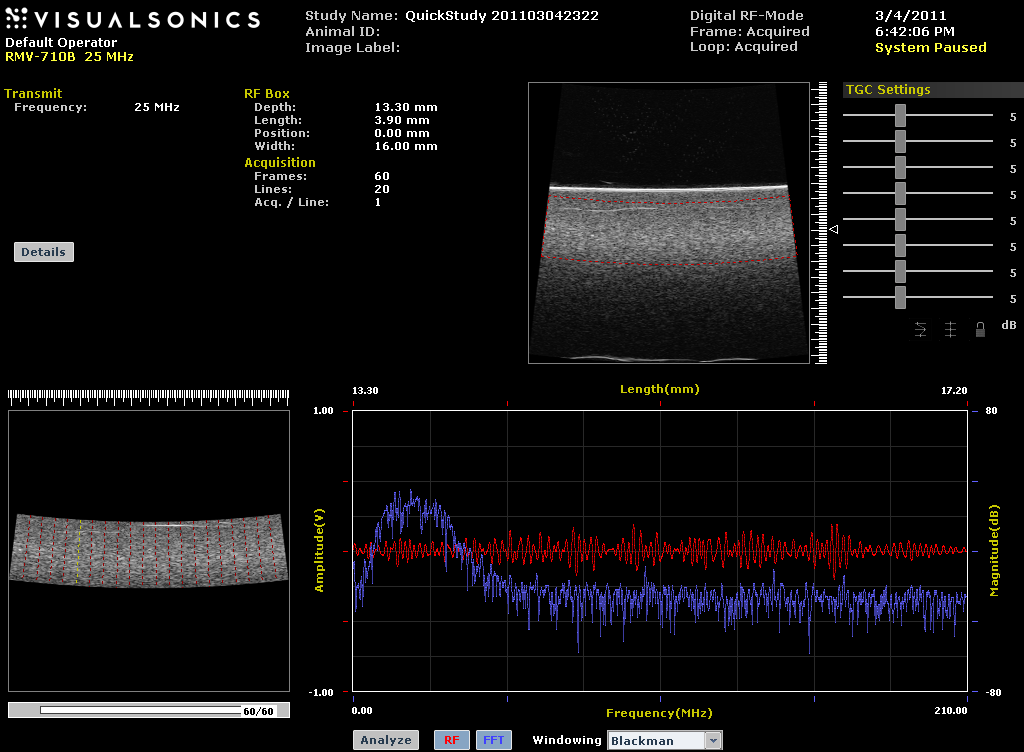 VISUALSONICS
Default Operator
RMV-710B 25 MHz
Study Name: QuickStudy 201103042322
Animal ID:
Image Label:
Digital RF-Mode
Frame: Acquired
Loop: Acquired
3/4/2011
6:42:06 PM
System Paused
Transmit
Frequency: 25 MHz
RF Box
Depth: 13.30 mm
Length: 3.90 mm
Position: 0.00 mm
Width: 16.00 mm
Acquisition
Frames: 60
Lines: 20
Acq. / Line: 1
Details
TGC Settings
5
5
5
5
5
5
5
5
dB
13.30 Length(mm) 17.20
1.00 80
Amplitude(V)
Magnitude(dB)
-1.00 -80
60/60
0.00 Frequency(MHz) 210.00
Analyze RF FFT Windowing Blackman